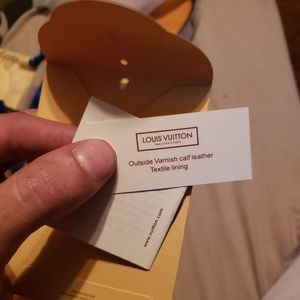 LOUIS VUITTON
Outside Varnish calf leather
Textile lining
www.vuitton.com